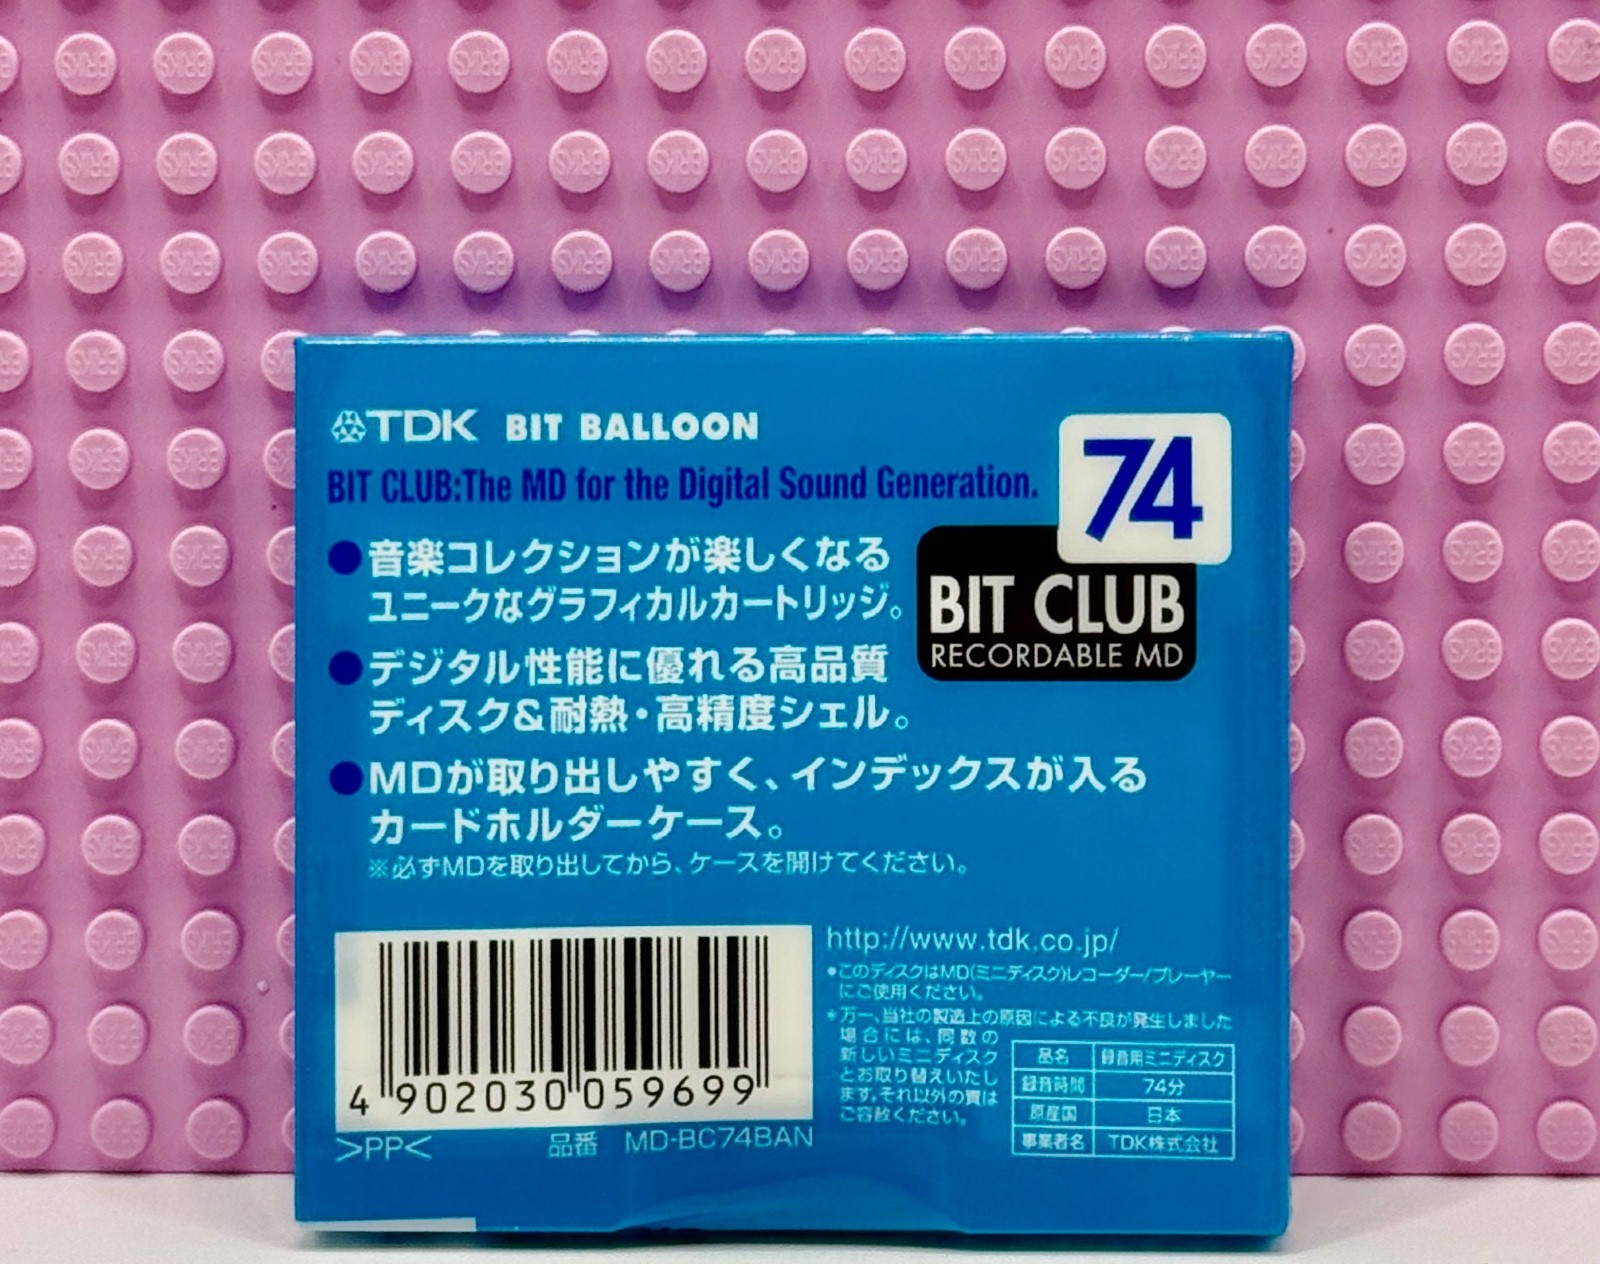 TDK BIT BALLOON
BIT CLUB:The MD for the Digital Sound Generation.
74
BIT CLUB
RECORDABLE MD
●音楽コレクションが楽しくなる
ユニークなグラフィカルカートリッジ。
●デジタル性能に優れる高品質
ディスク&耐熱・高精度シェル。
●MDが取り出しやすく、インデックスが入る
カードホルダーケース。
※必ずMDを取り出してから、ケースを開けてください。
4 902030 059699
>PP<
品番 MD-BC74BAN
http://www.tdk.co.jp/
●このディスクはMD(ミニディスク)レコーダー/プレーヤー
にご使用ください。
*万一、当社の製造上の原因による不良が発生しました
場合には、同数の
新しいミニディスク
とお取り替えいたし
ます。それ以外の責は
ご容赦ください。
品名 録音用ミニディスク
録音時間 74分
原産国 日本
事業者名 TDK株式会社